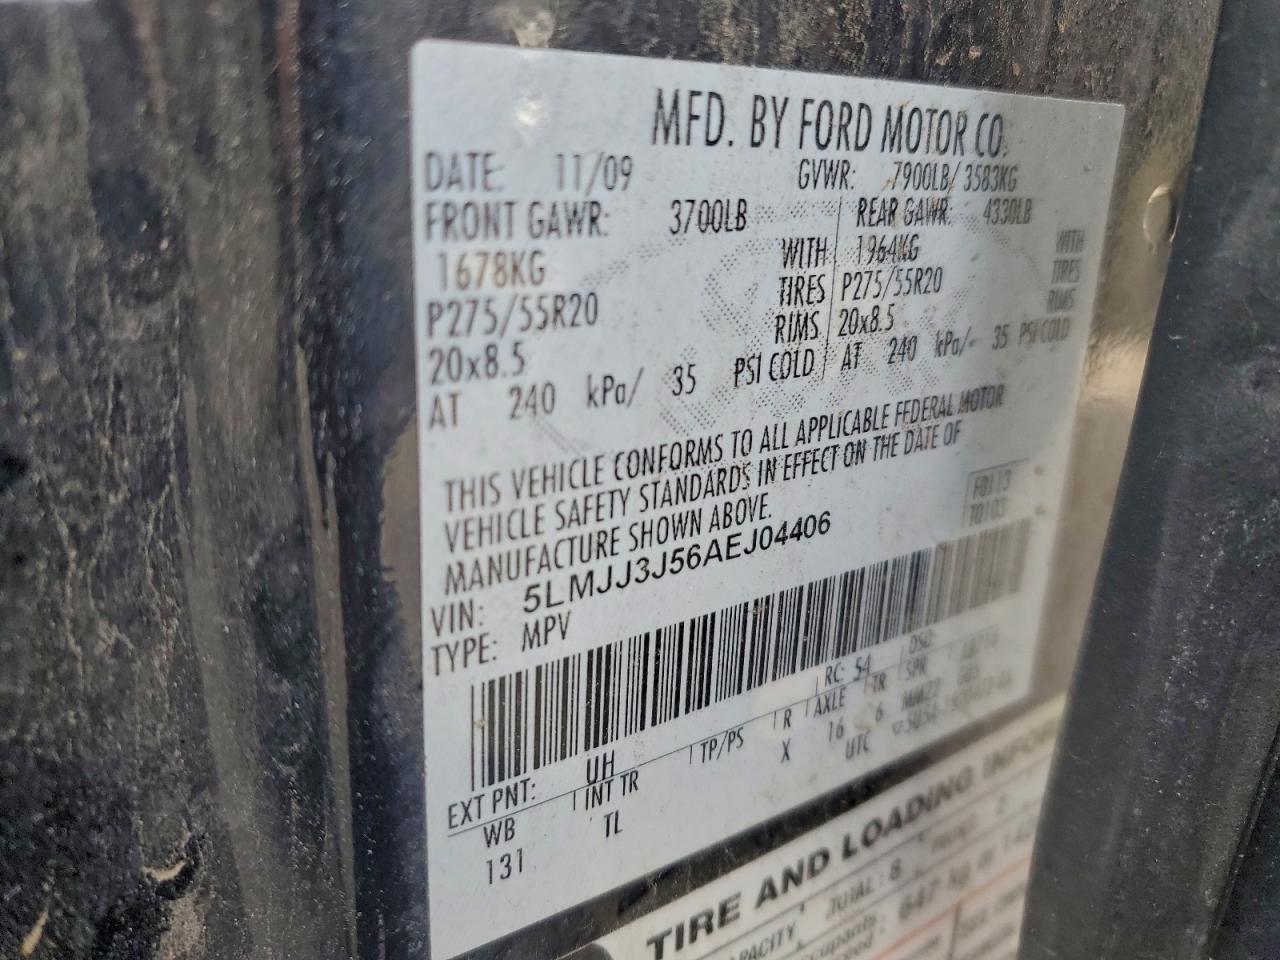 MFD. BY FORD MOTOR CO.
DATE: 11/09 GVWR: 7900LB/ 3583KG
FRONT GAWR: 3700LB REAR GAWR: 4330LB
1678KG WITH 1964KG WITH
P275/55R20 TIRES P275/55R20 TIRES
20x8.5 RIMS 20x8.5 RIMS
AT 240 kPa/ 35 PSI COLD AT 240 kPa/ 35 PSI COLD
THIS VEHICLE CONFORMS TO ALL APPLICABLE FEDERAL MOTOR
VEHICLE SAFETY STANDARDS IN EFFECT ON THE DATE OF
MANUFACTURE SHOWN ABOVE.
F0113
T0103
VIN: 5LMJJ3J56AEJ04406
TYPE: MPV
EXT PNT: UH RC: 54 DSO:
WB INT TR TP/PS R AXLE TR SPR
131 TL X 16 6
UTC
TIRE AND LOADING